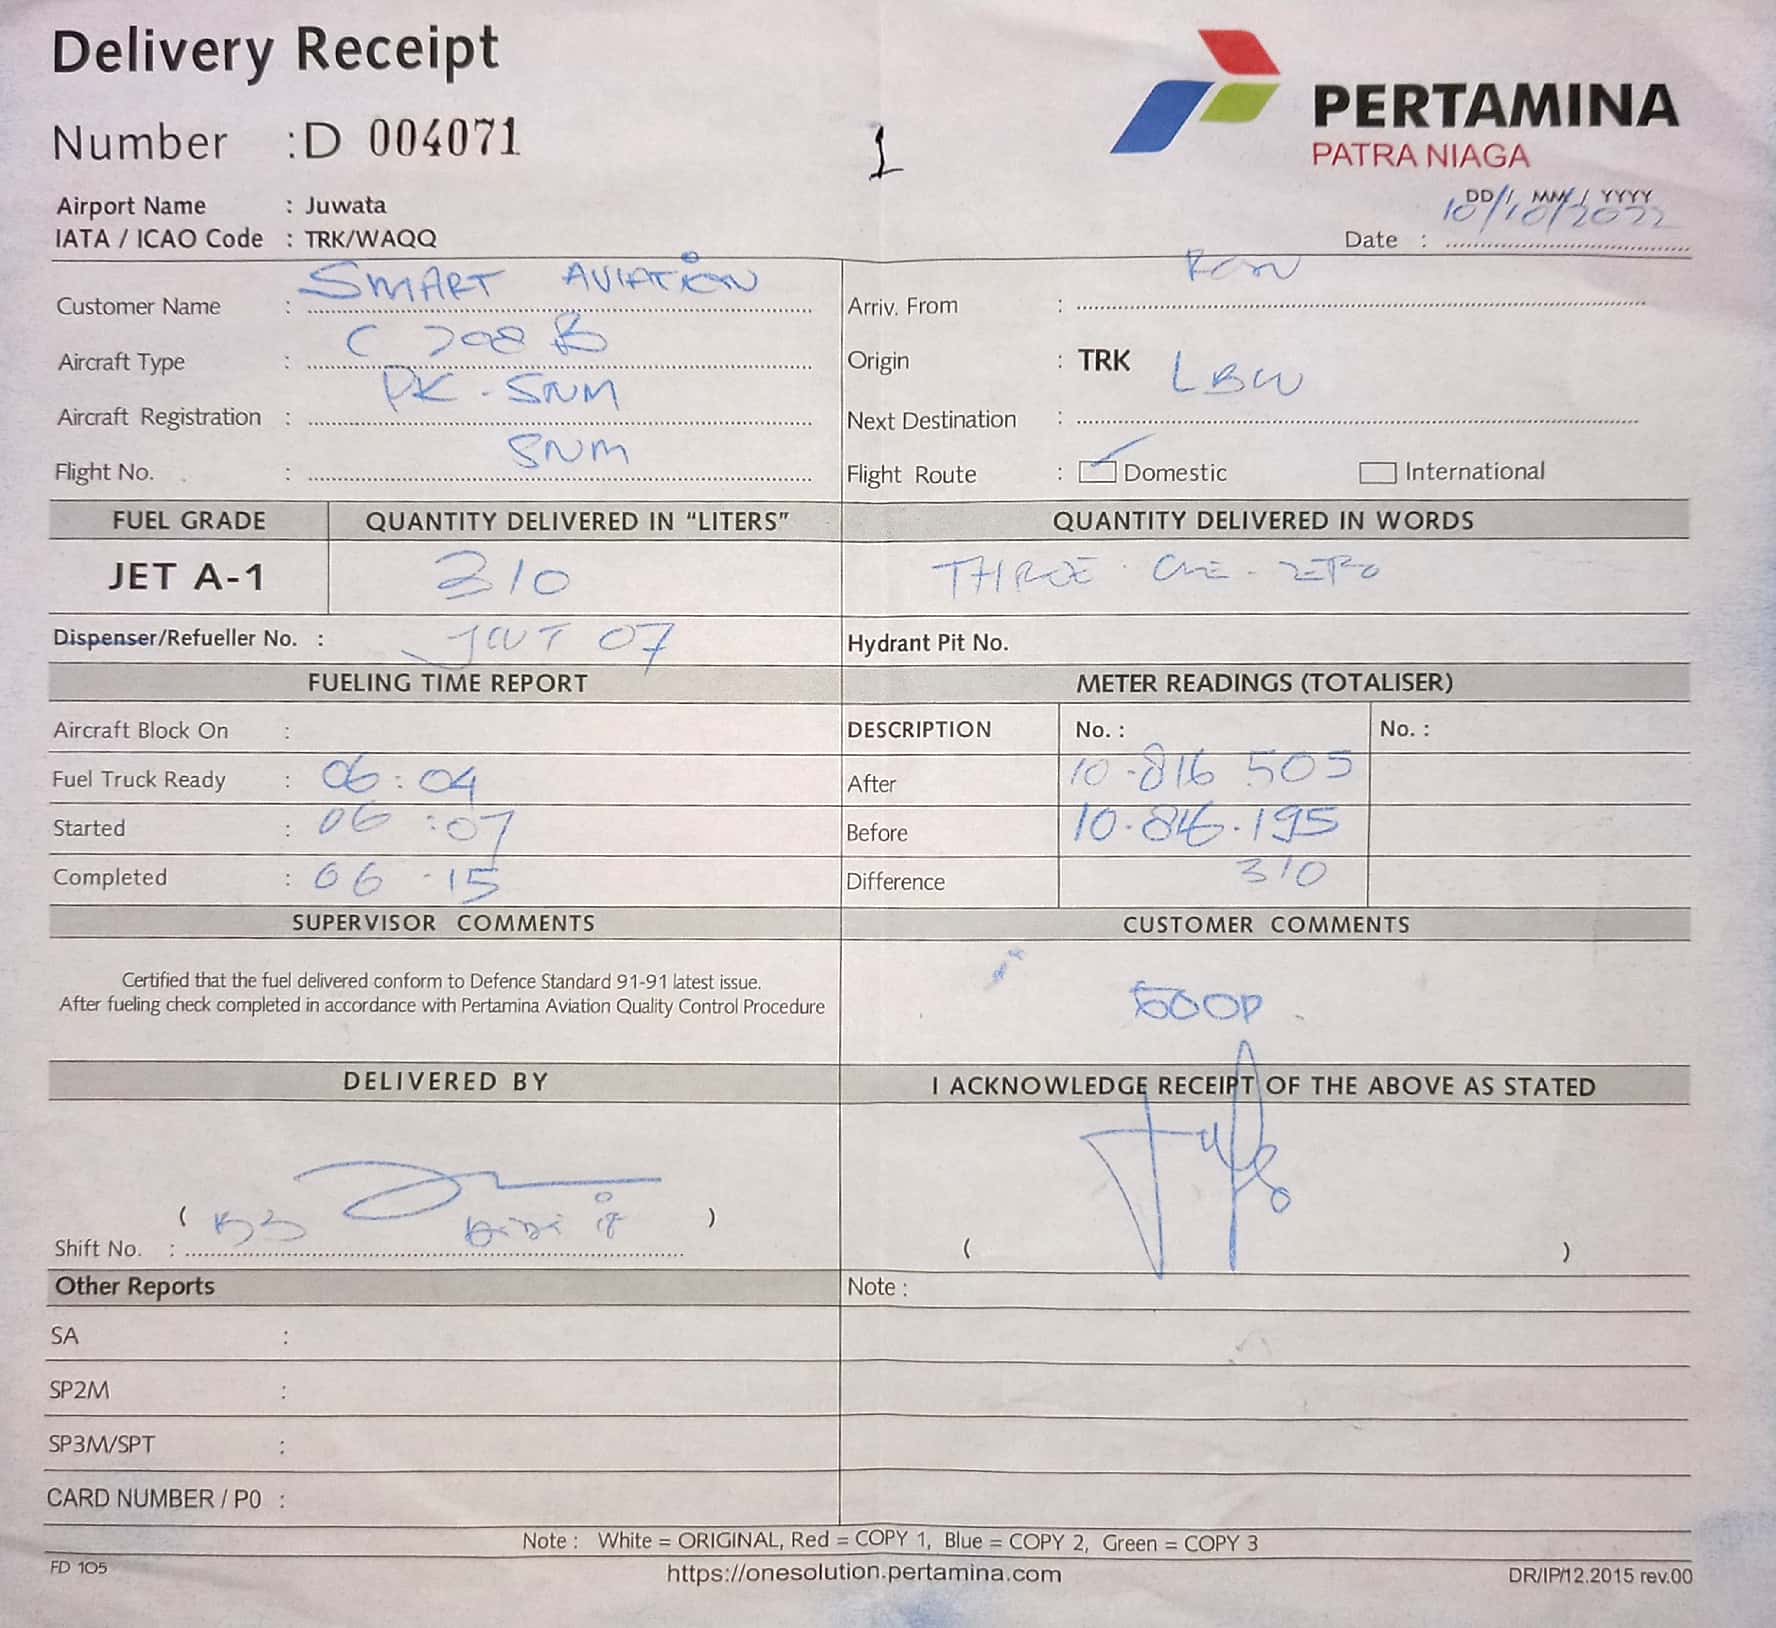 Delivery Receipt
PERTAMINA
PATRA NIAGA
Number : D 004071
1
Airport Name : Juwata
DD / MM / YYYY
IATA / ICAO Code : TRK/WAQQ
Date : 10/10/2022
Customer Name : SMART AVIATION
Arriv. From :
Aircraft Type : C 208 B
Origin : TRK
Aircraft Registration : PK - SNM
Next Destination : LBW
Flight No. : SNM
Flight Route : Domestic International
FUEL GRADE QUANTITY DELIVERED IN "LITERS" QUANTITY DELIVERED IN WORDS
JET A-1 310 THREE - ONE - ZERO
Dispenser/Refueller No. : JWT 07 Hydrant Pit No.
FUELING TIME REPORT METER READINGS (TOTALISER)
Aircraft Block On : DESCRIPTION No. : No. :
Fuel Truck Ready : 06 : 04 After 10.816 505
Started : 06 : 07 Before 10.816.195
Completed : 06 . 15 Difference 310
SUPERVISOR COMMENTS CUSTOMER COMMENTS
Certified that the fuel delivered conform to Defence Standard 91-91 latest issue.
After fueling check completed in accordance with Pertamina Aviation Quality Control Procedure
DELIVERED BY I ACKNOWLEDGE RECEIPT OF THE ABOVE AS STATED
( )
Shift No. : ( )
Other Reports Note :
SA :
SP2M :
SP3M/SPT :
CARD NUMBER / P0 :
Note : White = ORIGINAL, Red = COPY 1, Blue = COPY 2, Green = COPY 3
FD 105 https://onesolution.pertamina.com DR/IP/12.2015 rev.00